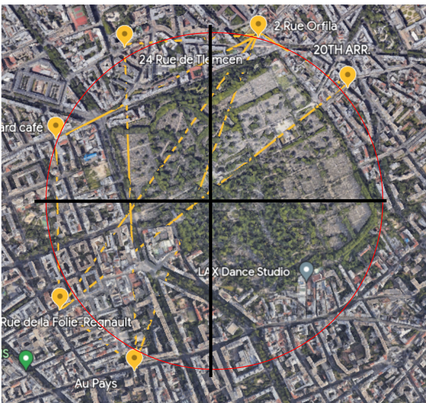 2 Rue Orfila
20TH ARR.
24 Rue de Tlemcen
ard café
LAX Dance Studio
Rue de la Folie-Regnault
S
Au Pays